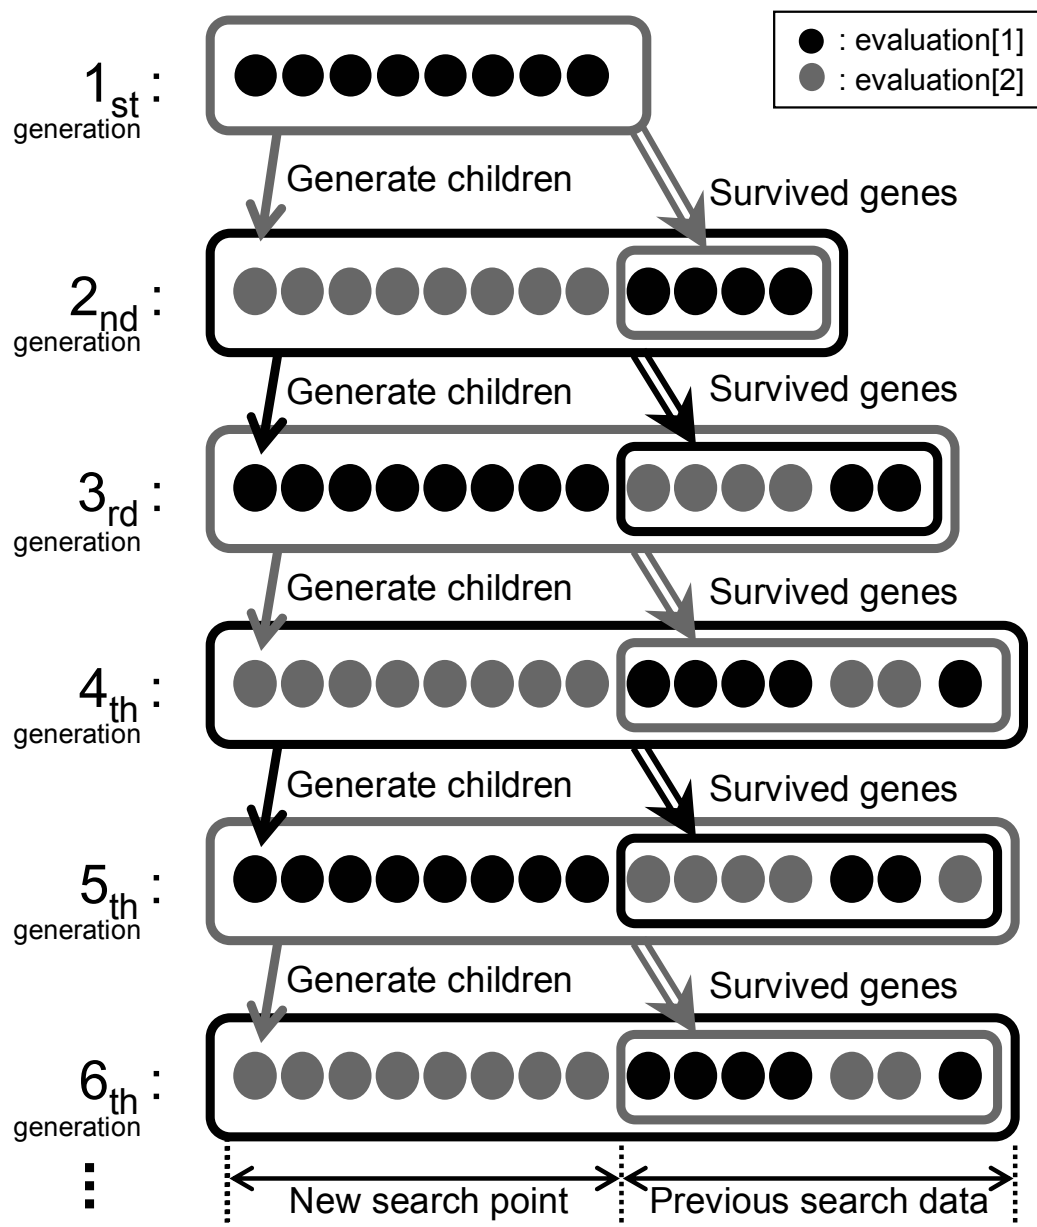 : evaluation[1]
: evaluation[2]
1st :
generation
Generate children
Survived genes
2nd :
generation
Generate children
Survived genes
3rd :
generation
Generate children
Survived genes
4th :
generation
Generate children
Survived genes
5th :
generation
Generate children
Survived genes
6th :
generation
New search point
Previous search data